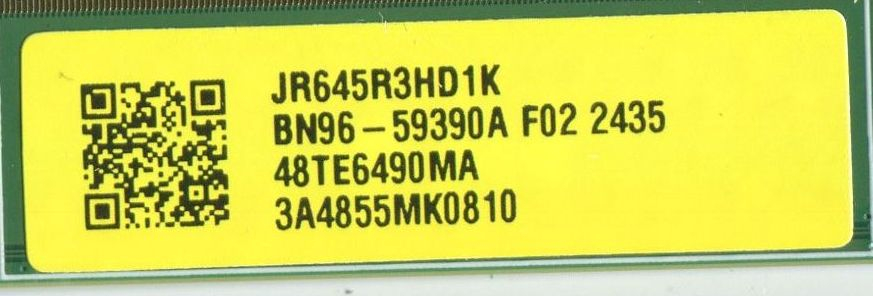 JR645R3HD1K
BN96-59390A F02 2435
48TE6490MA
3A4855MK0810